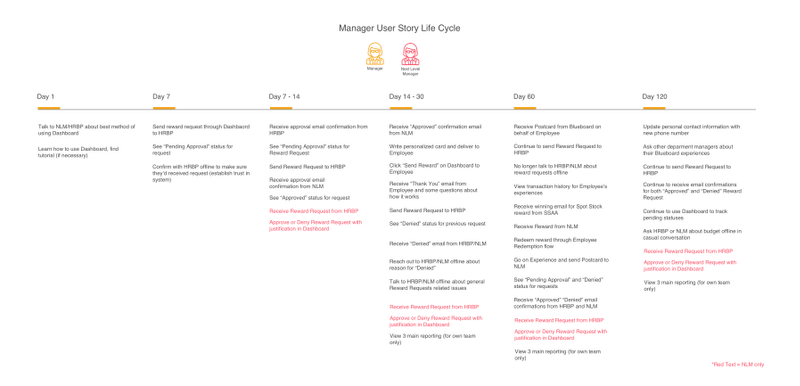 Manager User Story Life Cycle
Manager
Next Level
Manager
Day 1
Talk to NLM/HRBP about best method of
using Dashboard
Learn how to use Dashboard, find
tutorial (if necessary)
Day 7
Send reward request through Dashbaord
to HRBP
See "Pending Approval" status for
request
Confirm with HRBP offline to make sure
they'd received request (establish trust in
system)
Day 7 - 14
Receive approval email confirmation from
HRBP
See "Pending Approval" status for
Reward Request
Send Reward Request to HRBP
Receive approval email
confirmation from NLM
See "Approved" status for request
Receive Reward Request from HRBP
Approve or Deny Reward Request with
justification in Dashboard
Day 14 - 30
Receive "Approved" confirmation email
from NLM
Write personalized card and deliver to
Employee
Click "Send Reward" on Dashboard to
Employee
Receive "Thank You" email from
Employee and some questions about
how it works
Send Reward Request to HRBP
See "Denied" status for previous request
Receive "Denied" email from HRBP/NLM
Reach out to HRBP/NLM offline about
reason for "Denied"
Talk to HRBP/NLM offline about general
Reward Requests related issues
Receive Reward Request from HRBP
Approve or Deny Reward Request with
justification in Dashboard
View 3 main reporting (for own team
only)
Day 60
Receive Postcard from Blueboard on
behalf of Employee
Continue to send Reward Request to
HRBP
No longer talk to HRBP/NLM about
reward requests offline
View transaction history for Employee's
experiences
Receive winning email for Spot Stock
reward from SSAA
Receive Reward from NLM
Redeem reward through Employee
Redemption flow
Go on Experience and send Postcard to
NLM
See "Pending Approval" and "Denied"
status for requests
Receive "Approved" "Denied" email
confirmations from HRBP and NLM
Receive Reward Request from HRBP
Approve or Deny Reward Request with
justification in Dashboard
View 3 main reporting (for own team
only)
Day 120
Update personal contact information with
new phone number
Ask other deparment managers about
their Blueboard experiences
Continue to send Reward Request to
HRBP
Continue to receive email confirmations
for both "Approved" and "Denied" Reward
Request
Continue to use Dashboard to track
pending statuses
Ask HRBP or NLM about budget offline in
casual conversation
Receive Reward Request from HRBP
Approve or Deny Reward Request with
justification in Dashboard
View 3 main reporting (for own team
only)
*Red Text = NLM only